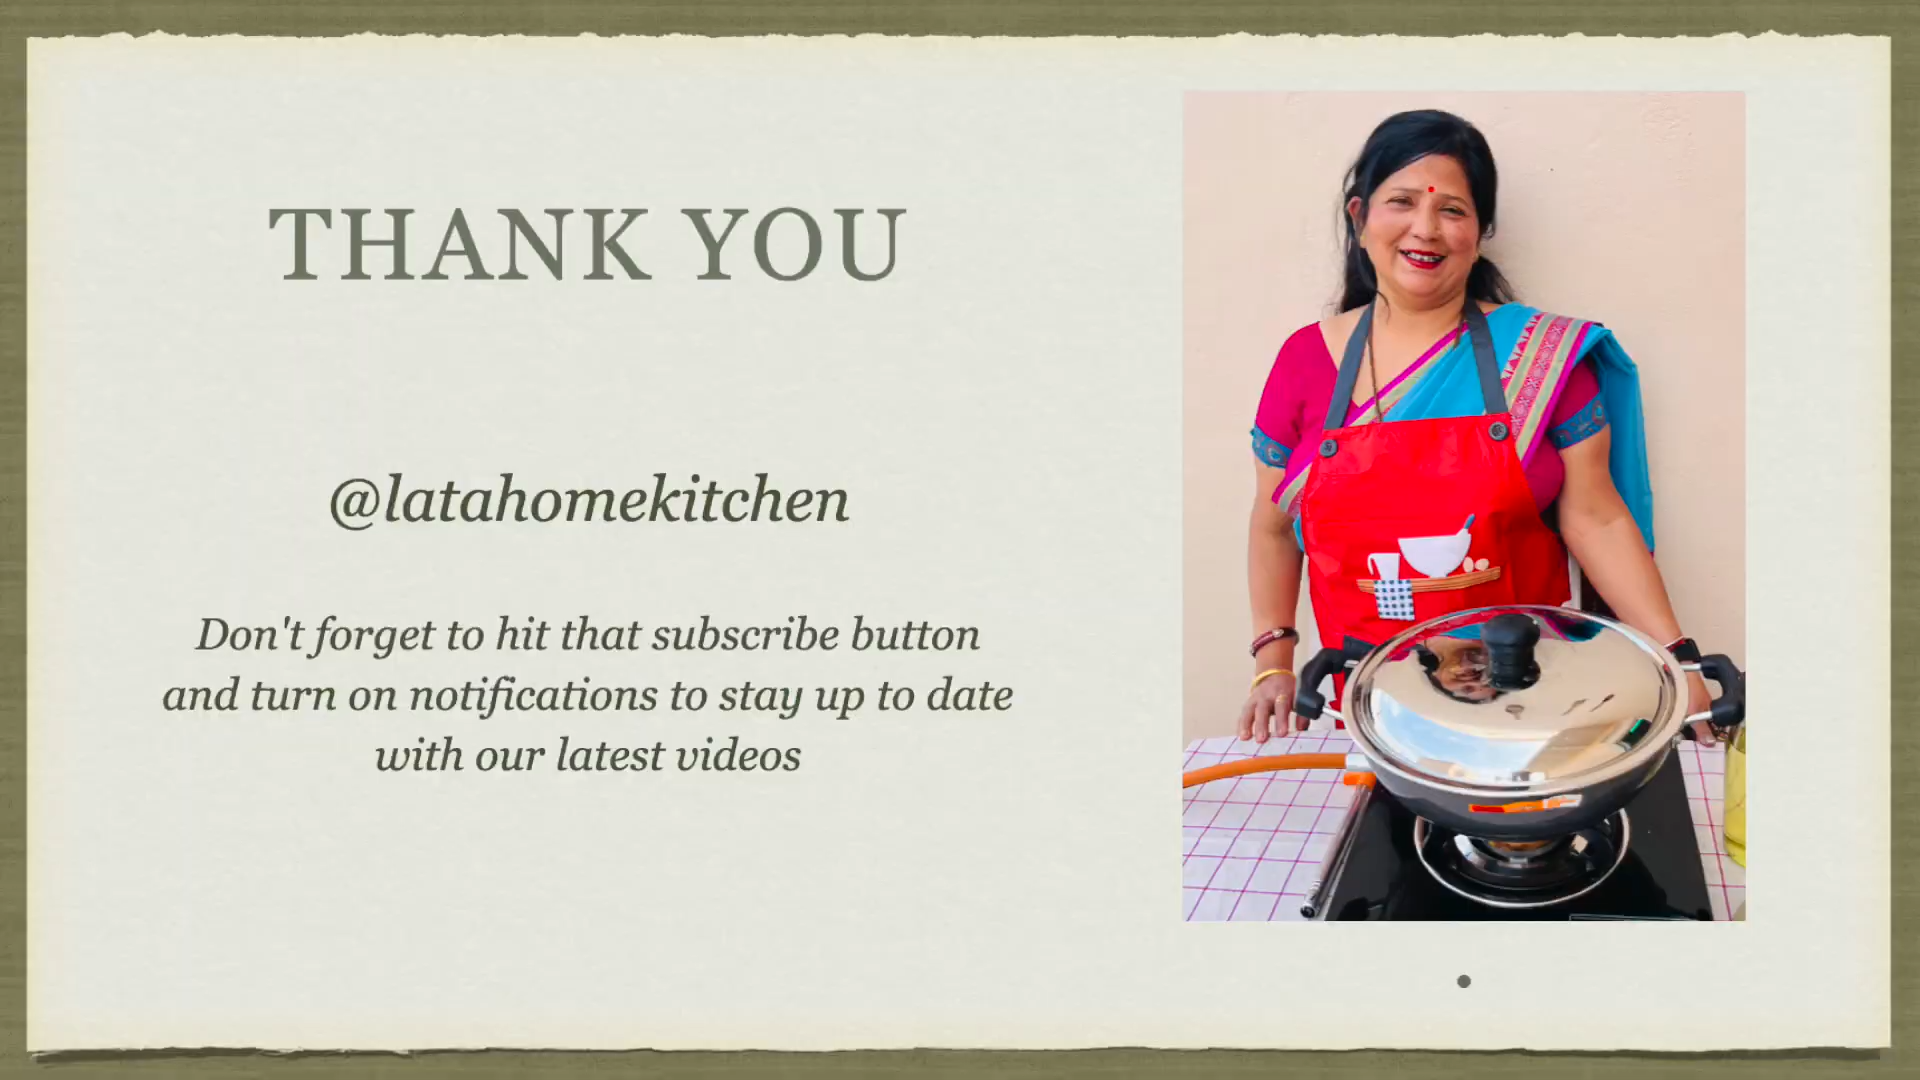 THANK YOU
@latahomekitchen
Don't forget to hit that subscribe button
and turn on notifications to stay up to date
with our latest videos